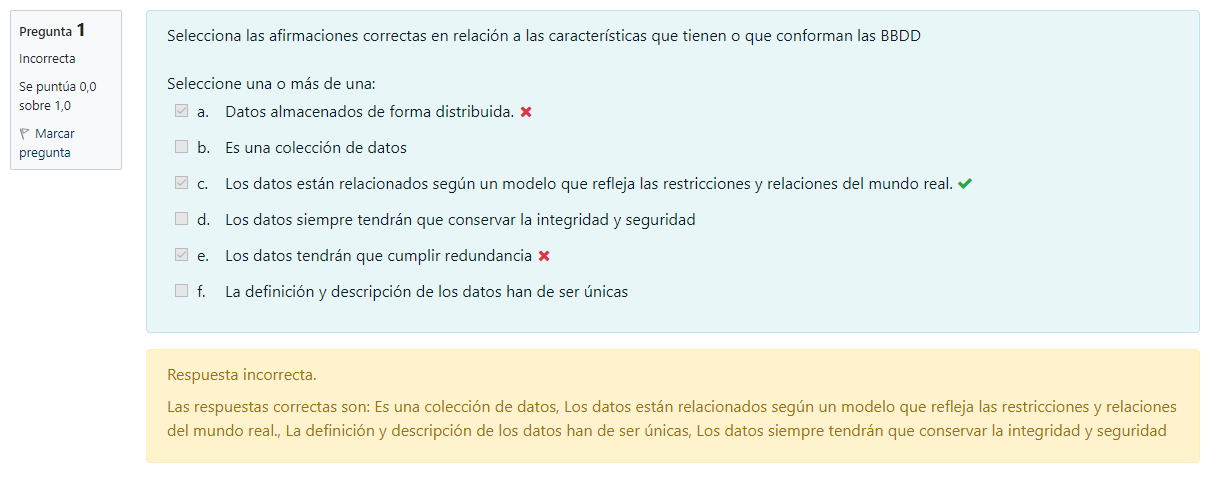 Pregunta 1
Incorrecta
Se puntúa 0,0
sobre 1,0
Marcar
pregunta
Selecciona las afirmaciones correctas en relación a las características que tienen o que conforman las BBDD
Seleccione una o más de una:
a. Datos almacenados de forma distribuida.
b. Es una colección de datos
c. Los datos están relacionados según un modelo que refleja las restricciones y relaciones del mundo real.
d. Los datos siempre tendrán que conservar la integridad y seguridad
e. Los datos tendrán que cumplir redundancia
f. La definición y descripción de los datos han de ser únicas
Respuesta incorrecta.
Las respuestas correctas son: Es una colección de datos, Los datos están relacionados según un modelo que refleja las restricciones y relaciones
del mundo real., La definición y descripción de los datos han de ser únicas, Los datos siempre tendrán que conservar la integridad y seguridad